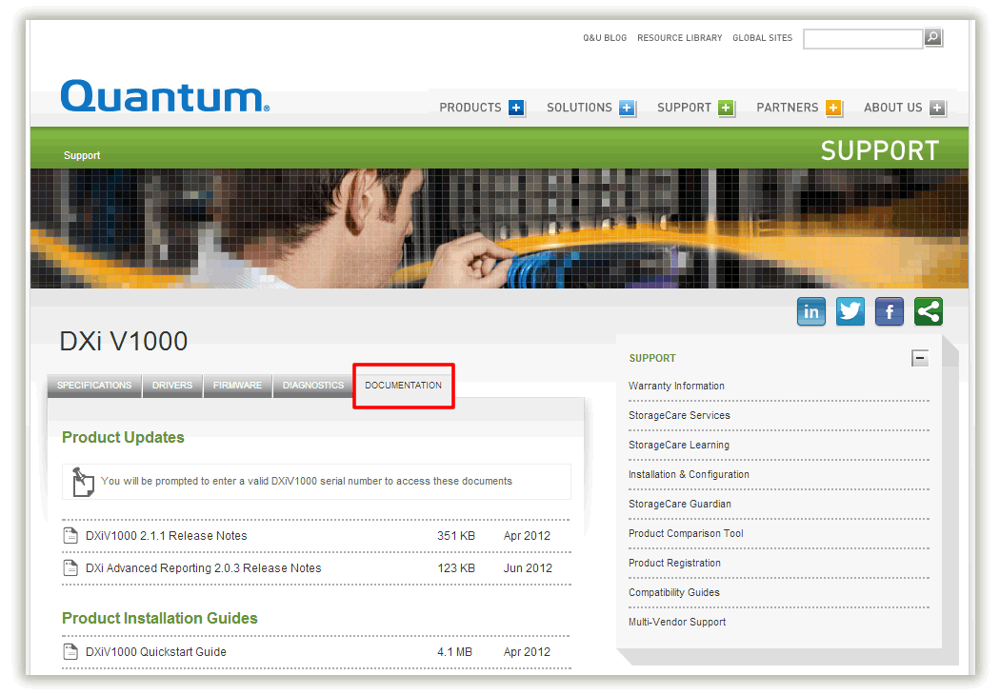 Q&U BLOG RESOURCE LIBRARY GLOBAL SITES
Quantum®
PRODUCTS + SOLUTIONS + SUPPORT + PARTNERS + ABOUT US +
Support
SUPPORT
in f
DXi V1000
SPECIFICATIONS DRIVERS FIRMWARE DIAGNOSTICS DOCUMENTATION
Product Updates
You will be prompted to enter a valid DXiV1000 serial number to access these documents
DXiV1000 2.1.1 Release Notes 351 KB Apr 2012
DXi Advanced Reporting 2.0.3 Release Notes 123 KB Jun 2012
Product Installation Guides
DXiV1000 Quickstart Guide 4.1 MB Apr 2012
SUPPORT
Warranty Information
StorageCare Services
StorageCare Learning
Installation & Configuration
StorageCare Guardian
Product Comparison Tool
Product Registration
Compatibility Guides
Multi-Vendor Support